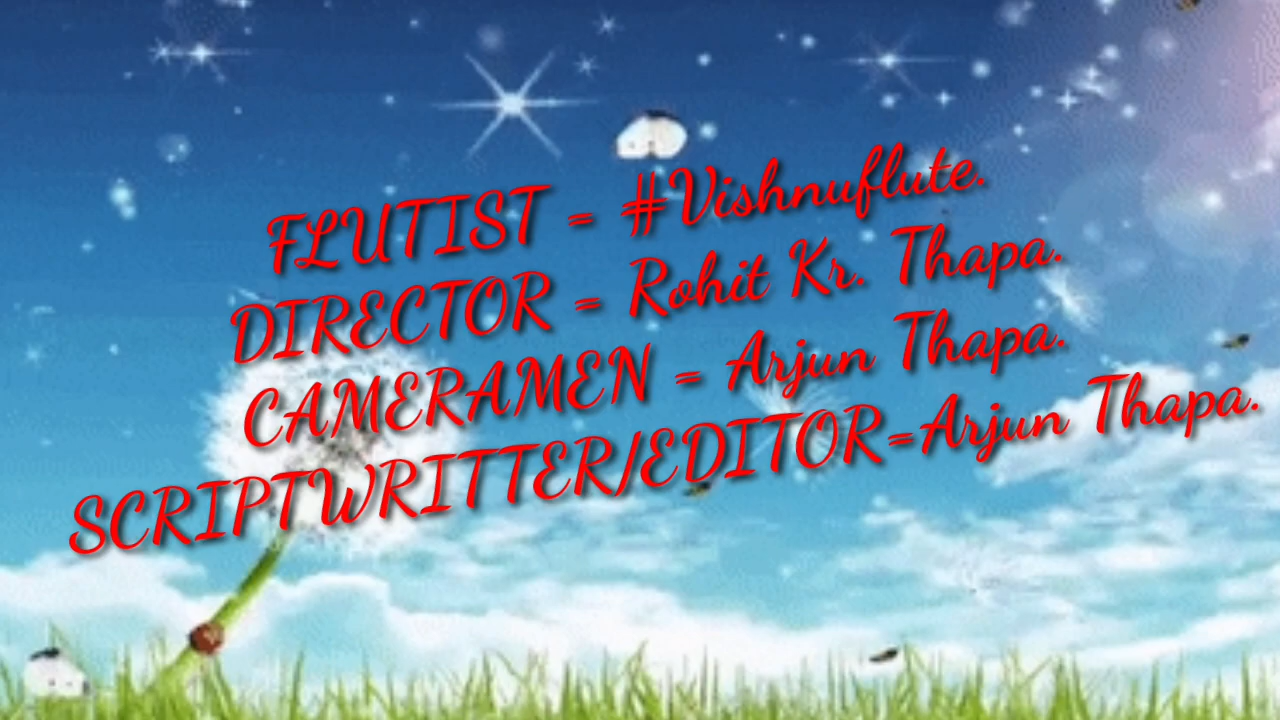 FLUTIST = #Vishnuflute.
DIRECTOR = Rohit Kr. Thapa.
CAMERAMEN = Arjun Thapa.
SCRIPTWRITTER/EDITOR=Arjun Thapa.